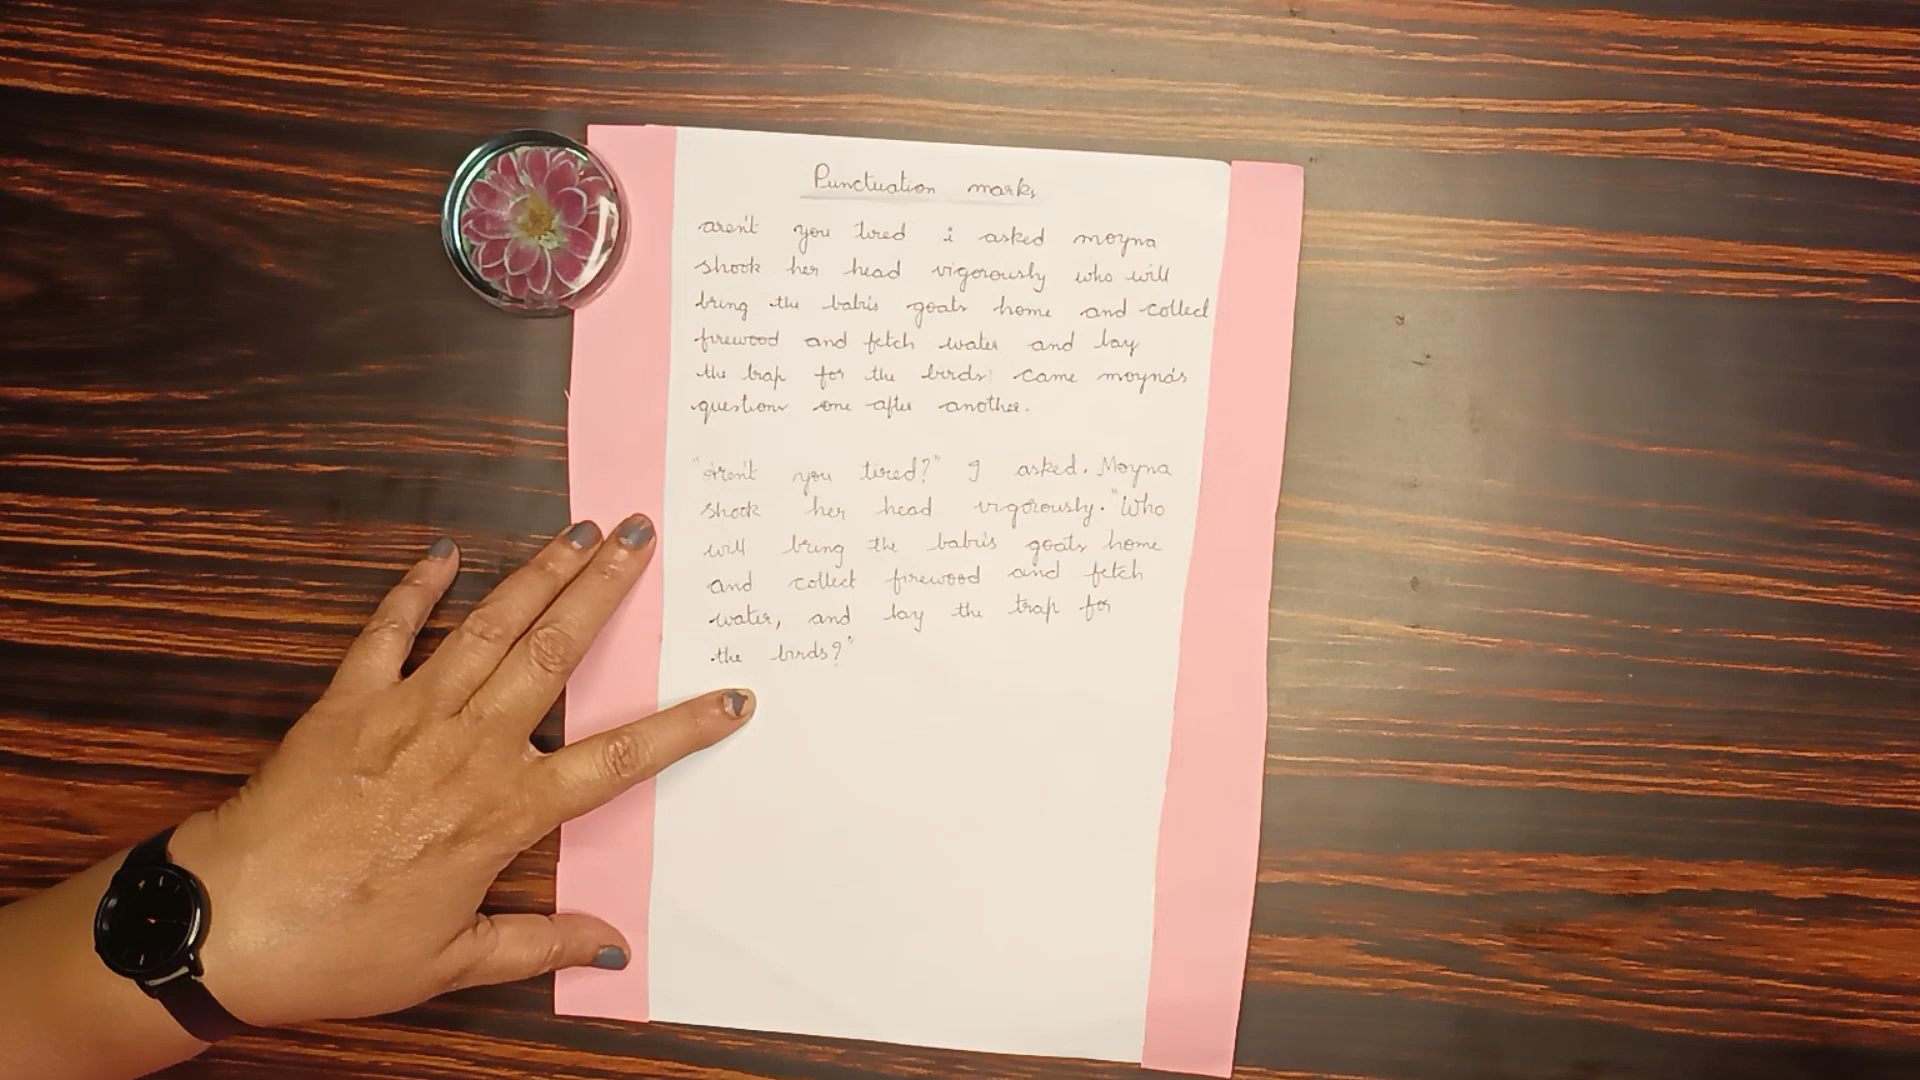 Punctuation marks
aren't you tired i asked moyna
shook her head vigorously who will
bring the babu's goats home and collect
firewood and fetch water and lay
the trap for the birds came moyna's
questions one after another.
"Aren't you tired?" I asked. Moyna
shook her head vigorously. "Who
will bring the babu's goats home
and collect firewood and fetch
water, and lay the trap for
the birds?"